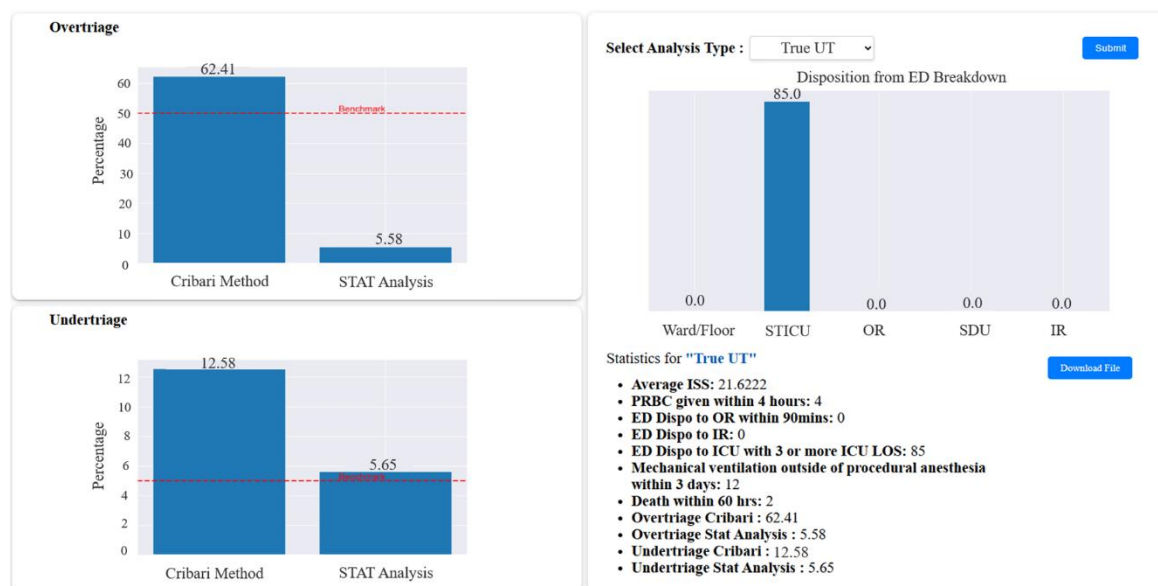 Overtriage
62.41
Benchmark
5.58
60
50
40
30
20
10
0
Percentage
Cribari Method
STAT Analysis
Undertriage
12.58
5.65
Benchmark
12
10
8
6
4
2
0
Percentage
Cribari Method
STAT Analysis
Select Analysis Type : True UT
Submit
Disposition from ED Breakdown
85.0
0.0
0.0
0.0
0.0
Ward/Floor
STICU
OR
SDU
IR
Statistics for "True UT"
Download File
• Average ISS: 21.6222
• PRBC given within 4 hours: 4
• ED Dispo to OR within 90mins: 0
• ED Dispo to IR: 0
• ED Dispo to ICU with 3 or more ICU LOS: 85
• Mechanical ventilation outside of procedural anesthesia
within 3 days: 12
• Death within 60 hrs: 2
• Overtriage Cribari : 62.41
• Overtriage Stat Analysis : 5.58
• Undertriage Cribari : 12.58
• Undertriage Stat Analysis : 5.65